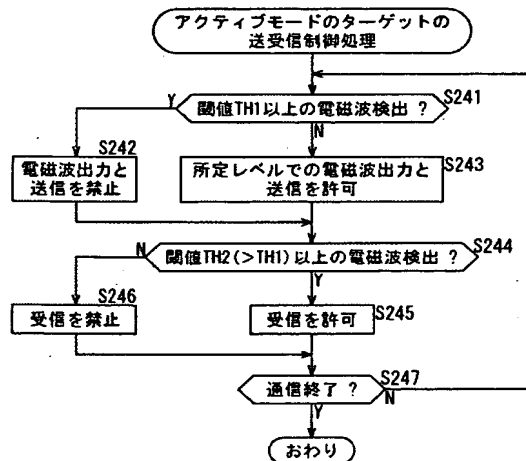 アクティブモードのターゲットの
送受信制御処理
閾値TH1以上の電磁波検出 ?
S241
Y
N
S242
電磁波出力と
送信を禁止
所定レベルでの電磁波出力と
送信を許可
S243
閾値TH2(>TH1)以上の電磁波検出 ?
S244
N
Y
S246
受信を禁止
受信を許可
S245
通信終了 ?
S247
N
Y
おわり